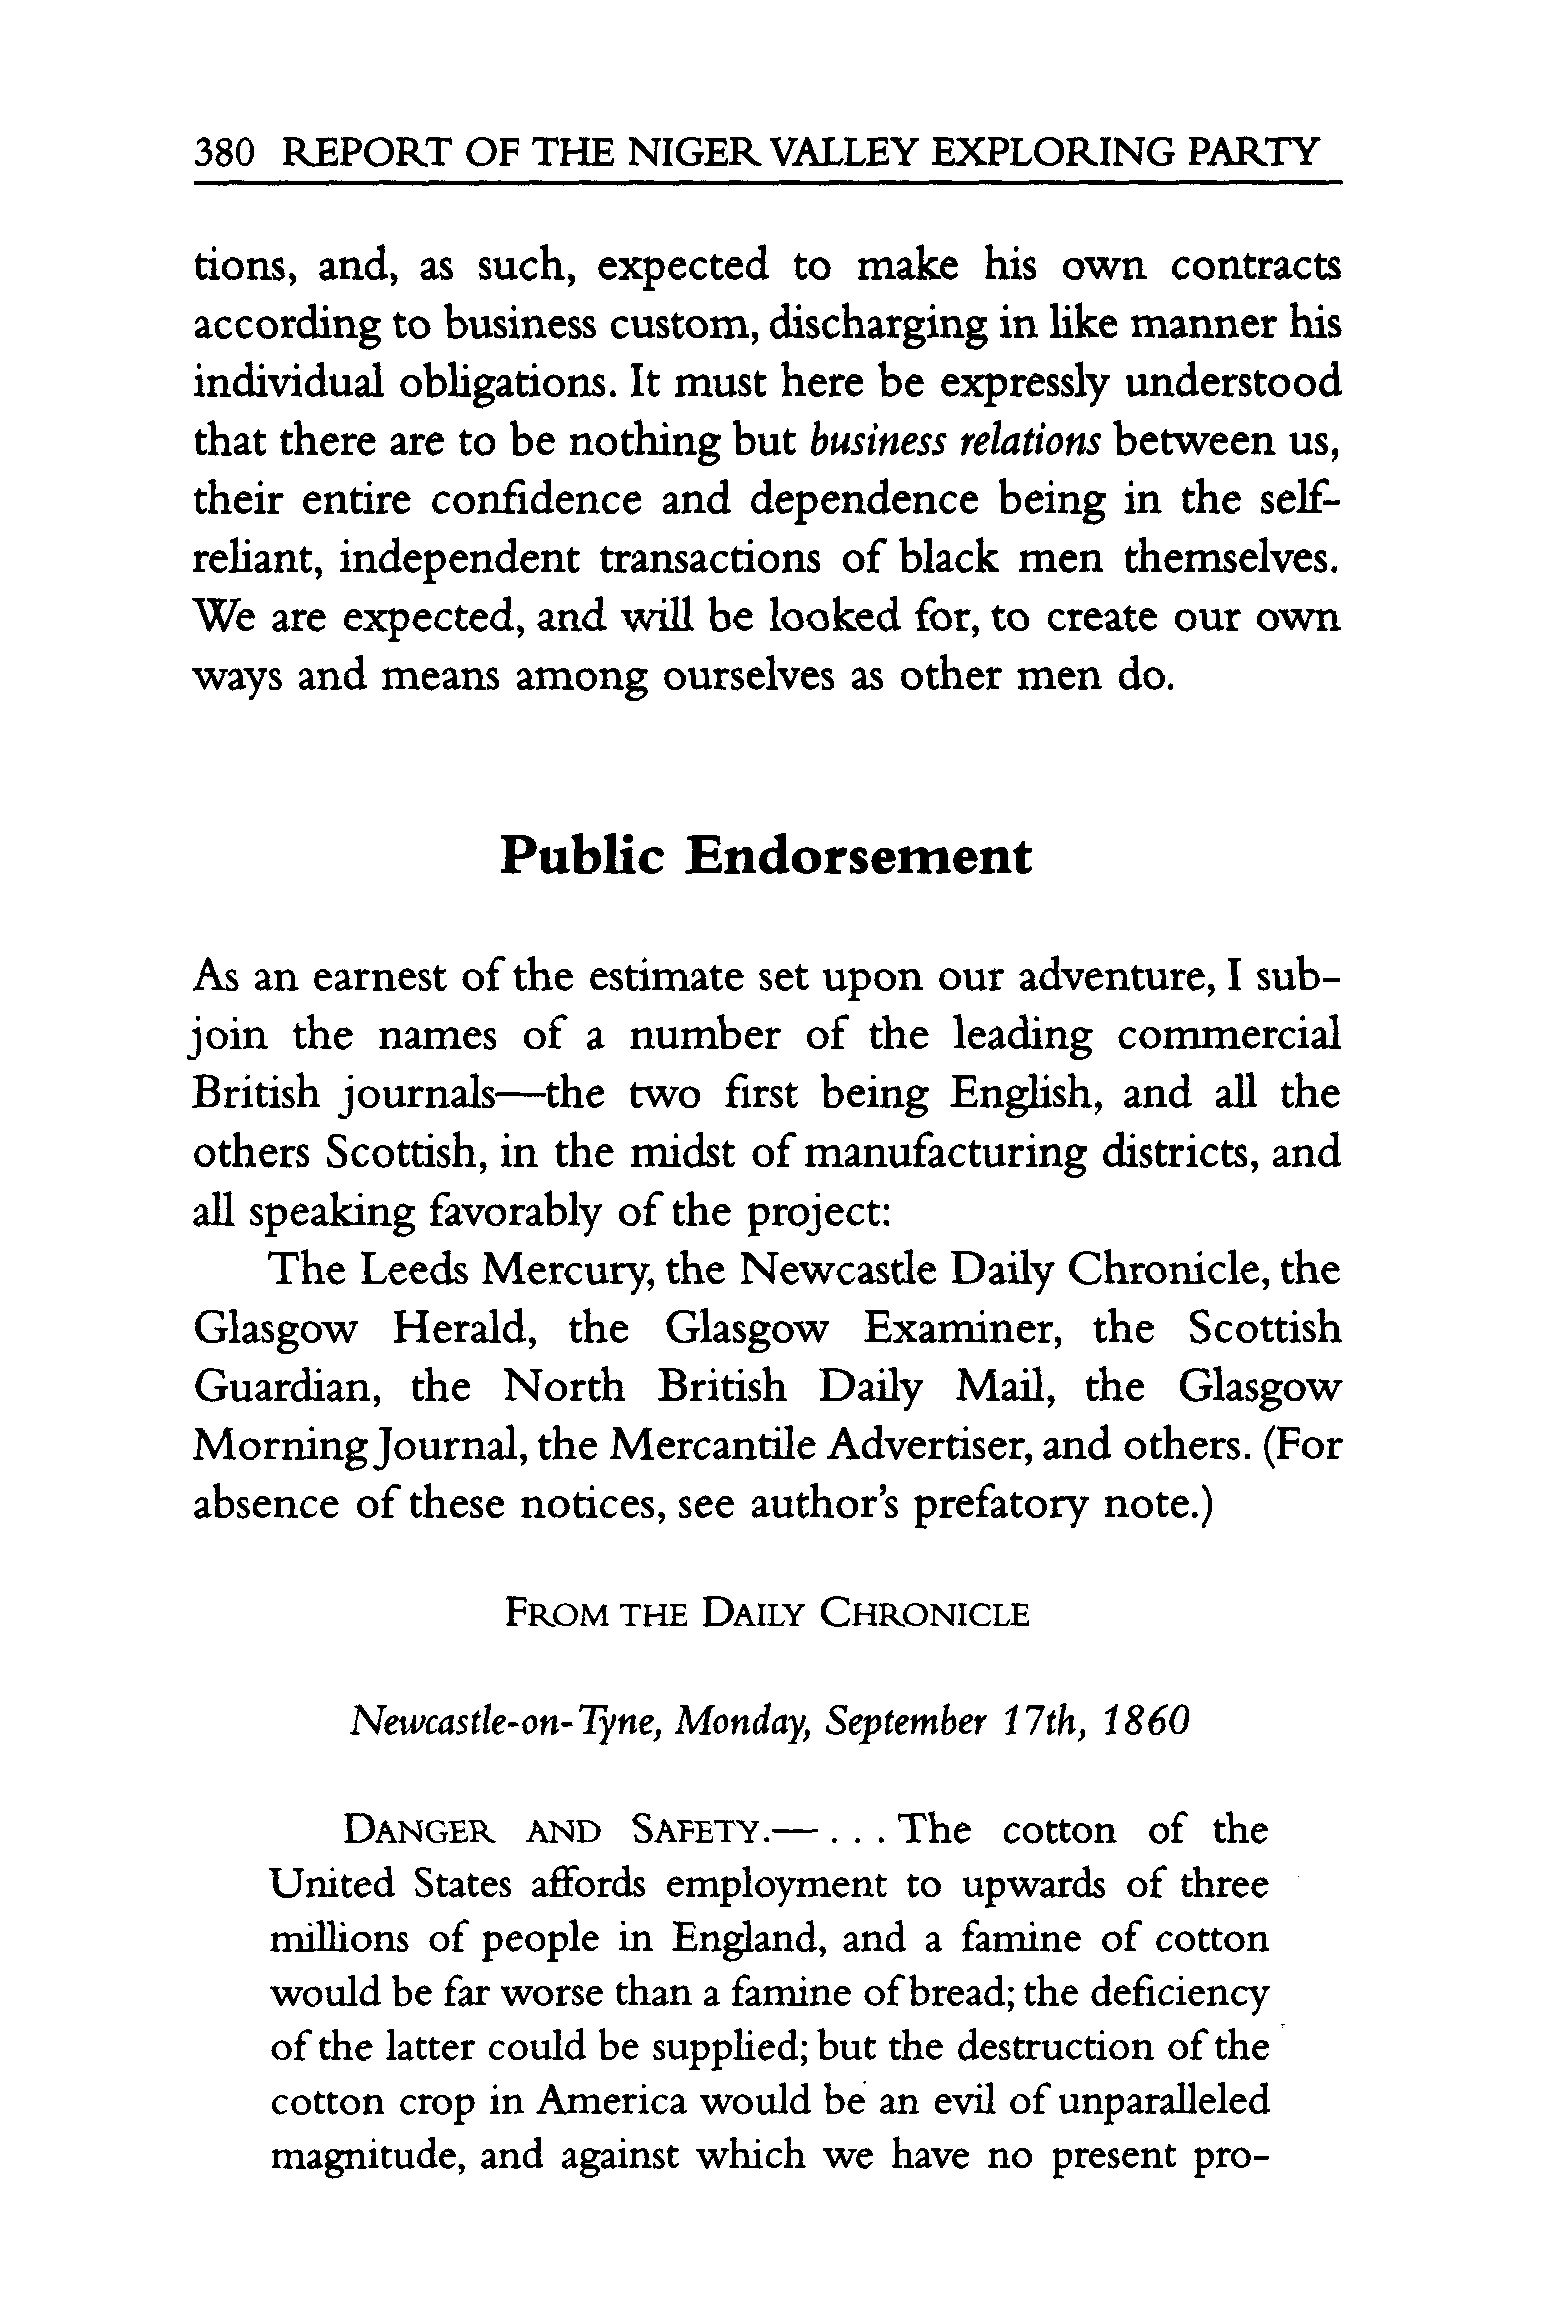 380 REPORT OF THE NIGER VALLEY EXPLORING PARTY
tions, and, as such, expected to make his own contracts
according to business custom, discharging in like manner his
individual obligations. It must here be expressly understood
that there are to be nothing but business relations between us,
their entire confidence and dependence being in the self-
reliant, independent transactions of black men themselves.
We are expected, and will be looked for, to create our own
ways and means among ourselves as other men do.
Public Endorsement
As an earnest of the estimate set upon our adventure, I sub-
join the names of a number of the leading commercial
British journals—the two first being English, and all the
others Scottish, in the midst of manufacturing districts, and
all speaking favorably of the project:
The Leeds Mercury, the Newcastle Daily Chronicle, the
Glasgow Herald, the Glasgow Examiner, the Scottish
Guardian, the North British Daily Mail, the Glasgow
Morning Journal, the Mercantile Advertiser, and others. (For
absence of these notices, see author's prefatory note.)
FROM THE DAILY CHRONICLE
Newcastle-on-Tyne, Monday, September 17th, 1860
DANGER AND SAFETY.— . . . The cotton of the
United States affords employment to upwards of three
millions of people in England, and a famine of cotton
would be far worse than a famine of bread; the deficiency
of the latter could be supplied; but the destruction of the
cotton crop in America would be an evil of unparalleled
magnitude, and against which we have no present pro-